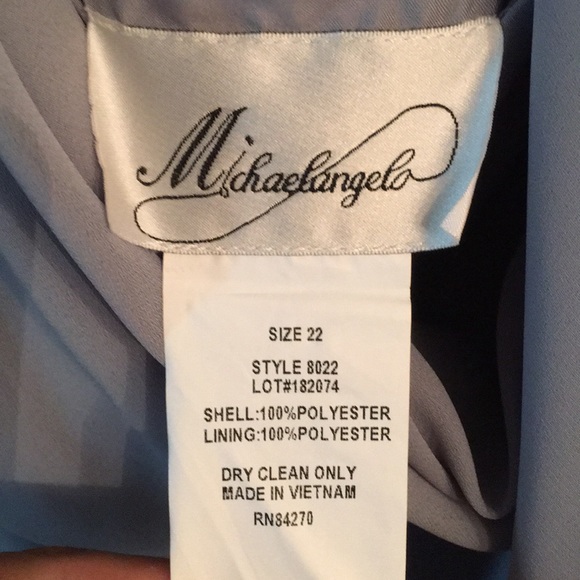 Michaelangelo
SIZE 22
STYLE 8022
LOT#182074
SHELL:100%POLYESTER
LINING:100%POLYESTER
DRY CLEAN ONLY
MADE IN VIETNAM
RN84270